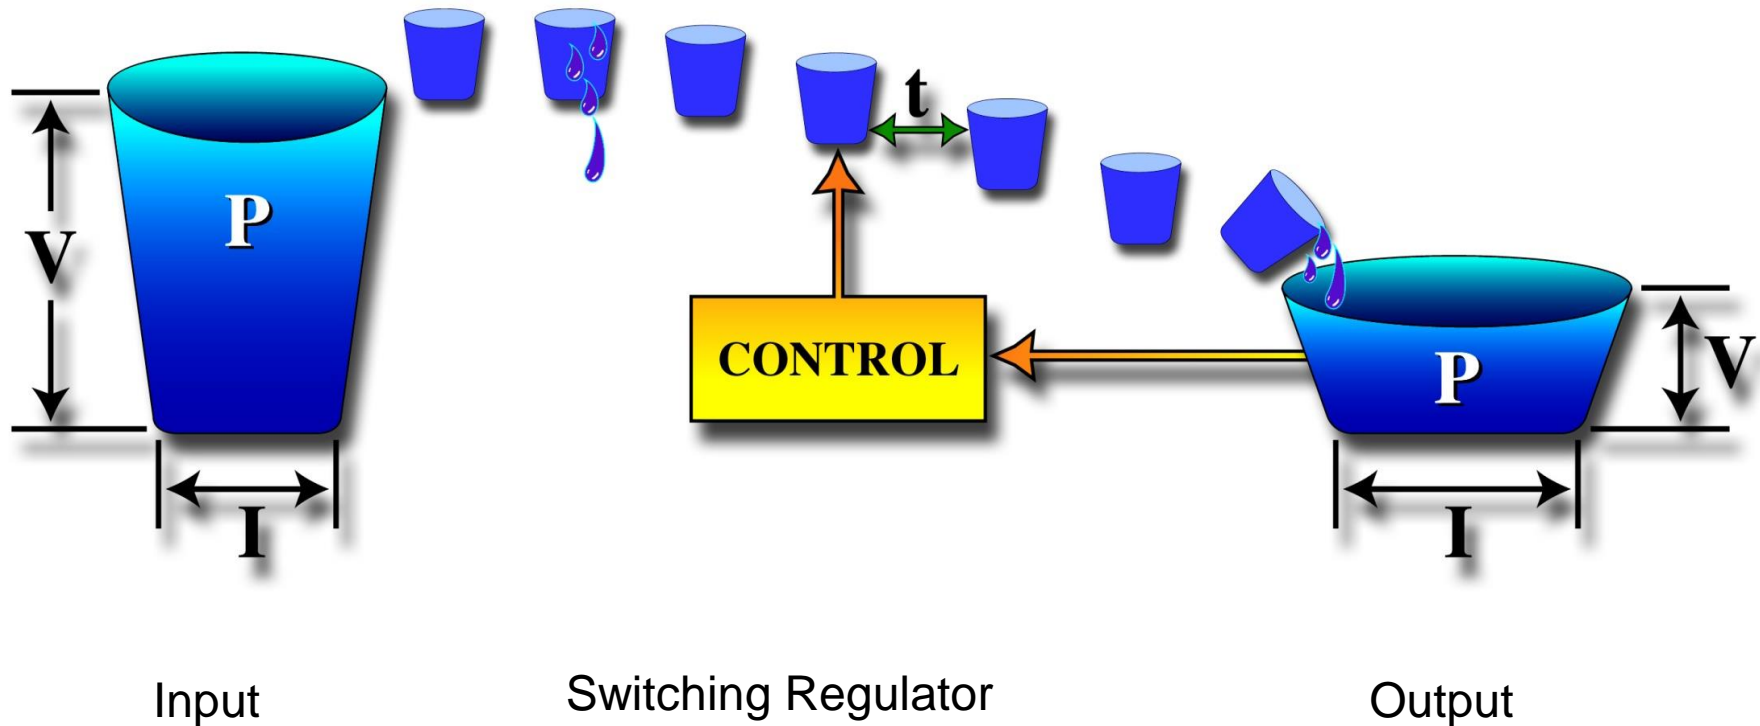 t
P
V
CONTROL
P
V
I
I
Input
Switching Regulator
Output